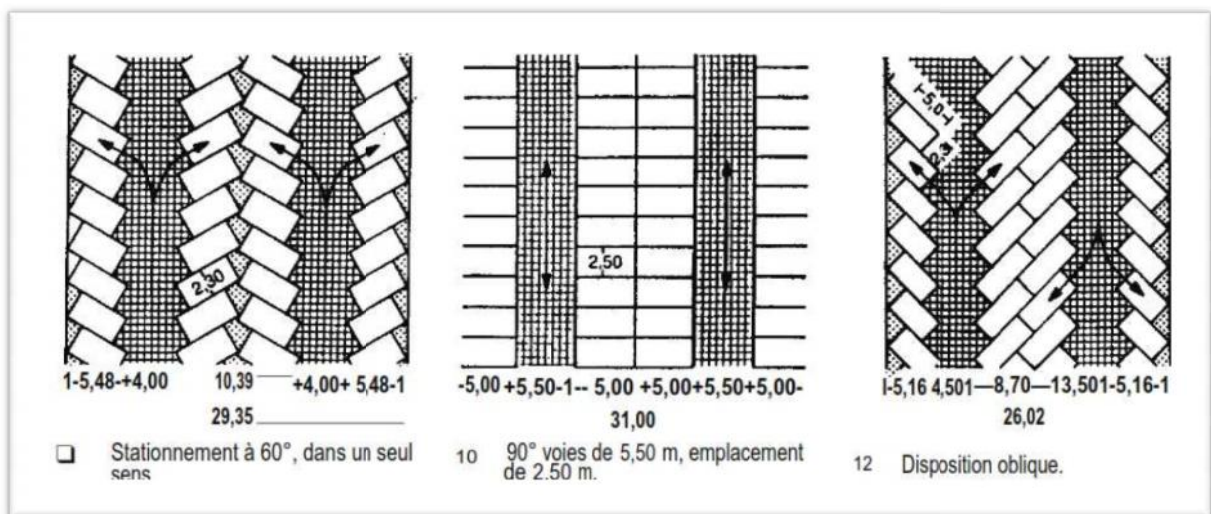 2,30
1-5,48-+4,00 10,39 +4,00+ 5,48-1
29,35
❑ Stationnement à 60°, dans un seul
sens
2,50
-5,00 +5,50-1-- 5,00 +5,00+5,50+5,00-
31,00
10 90° voies de 5,50 m, emplacement
de 2.50 m.
⊢5,0⊣
2,3
I-5,16 4,501—8,70—13,501-5,16-1
26,02
12 Disposition oblique.